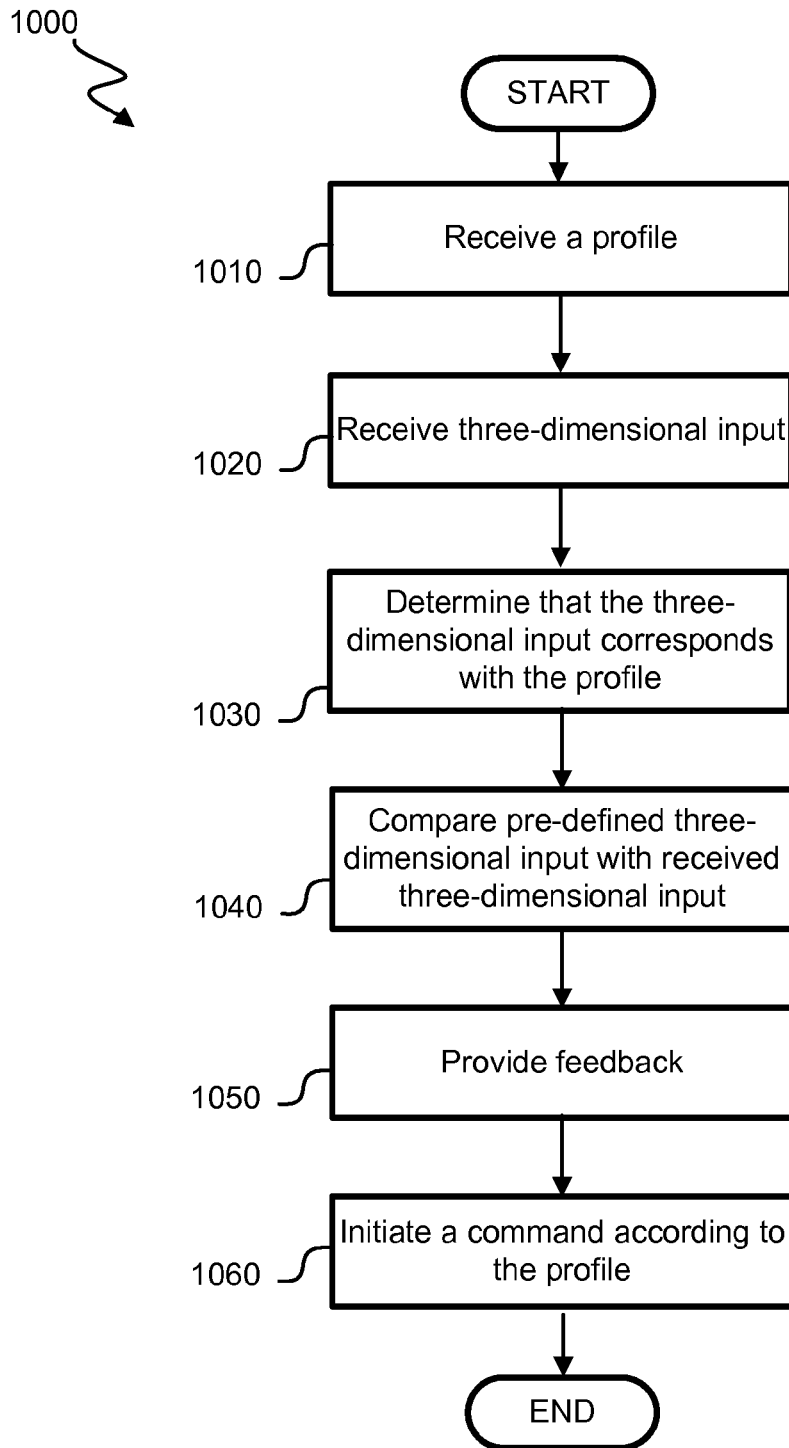 1000
START
Receive a profile
1010
Receive three-dimensional input
1020
Determine that the three-
dimensional input corresponds
with the profile
1030
Compare pre-defined three-
dimensional input with received
three-dimensional input
1040
Provide feedback
1050
Initiate a command according to
the profile
1060
END